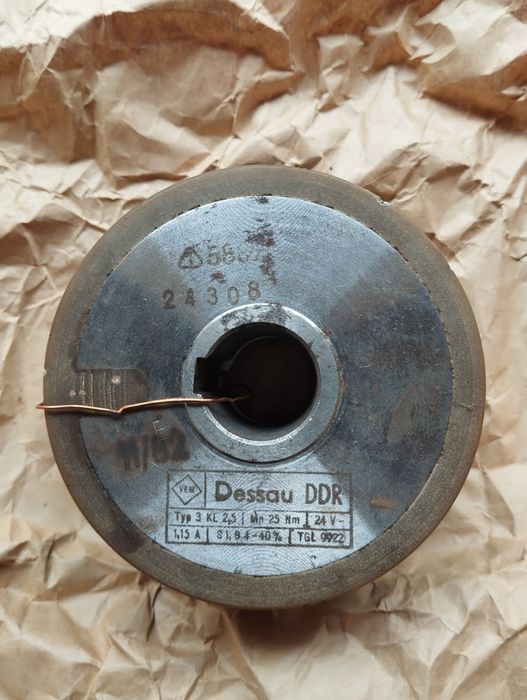 24308
E
11/82
VEM Dessau DDR
Typ 3 KL 2,5 Mn 25 Nm 24 V-
1,15 A S1, S4-40% TGL 9922